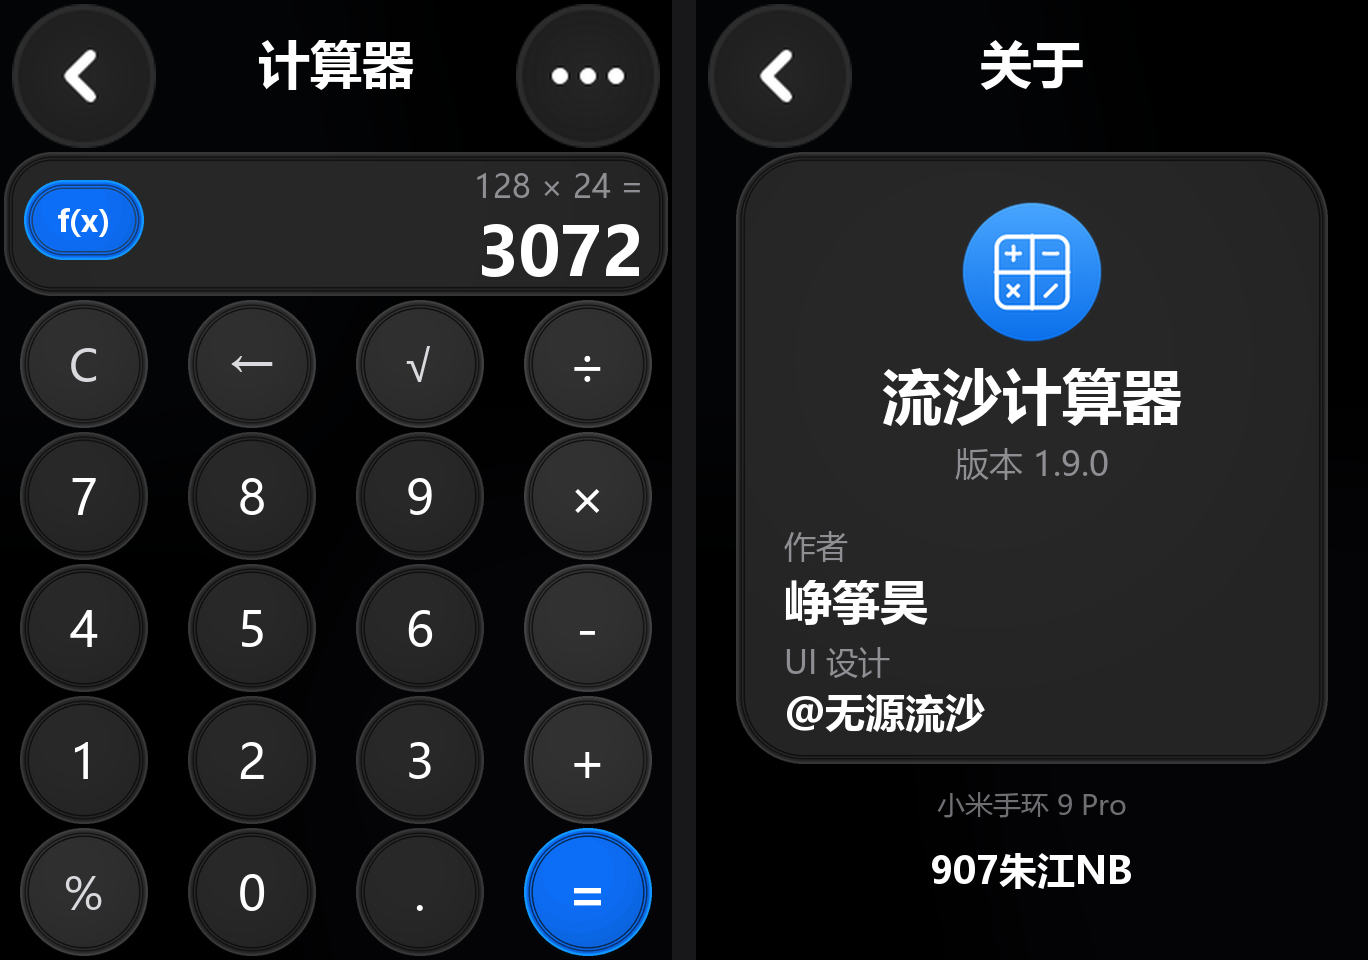 计算器
f(x)
128 × 24 =
3072
C ← √ ÷
7 8 9 ×
4 5 6 -
1 2 3 +
% 0 . =
关于
流沙计算器
版本 1.9.0
作者
峥筝昊
UI 设计
@无源流沙
小米手环 9 Pro
907朱江NB